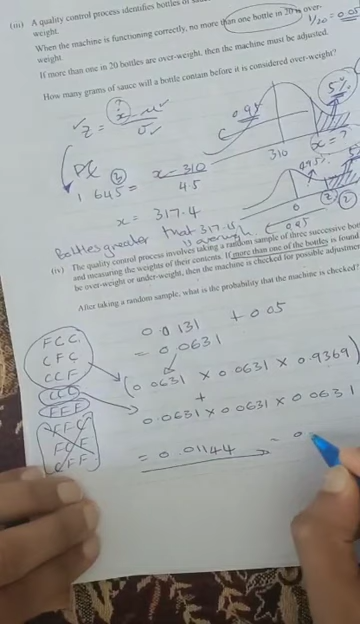 (iii) A quality control process identifies bottles of
weight.
When the machine is functioning correctly, no more than one bottle in 20 is over-
weight.
1/20 = 0.05
If more than one in 20 bottles are over-weight, then the machine must be adjusted.
How many grams of sauce will a bottle contain before it is considered over-weight?
z =
0.95
5%
310
x = ?
1.645 = x - 310
4.5
0.95
0
x = 317.4
0.95
Bottles greater that 317.
(iv) The quality control process involves taking a random sample of three successive
and measuring the weights of their contents. If more than one of the bottles is found
be over or under-weight, then the machine is checked for possible adjustment
After taking a random sample, what is the probability that the machine is checked
0.0131 + 0.05
= 0.0631
FCC
CFC
CCF
CCC
FFF
FFC
FCF
CFF
(0.0631 × 0.0631 × 0.9369)
+
0.0631 × 0.0631 × 0.0631
= 0.01144
= 0.